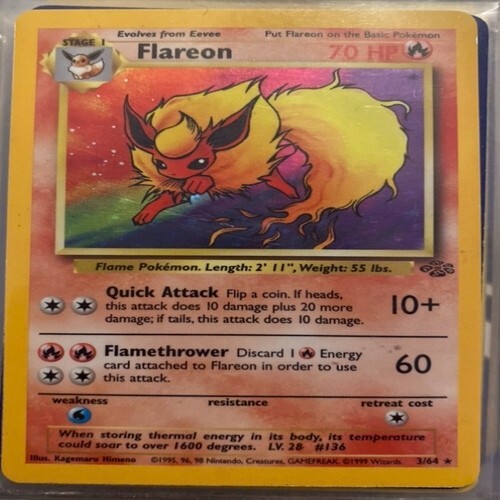 Evolves from Eevee Put Flareon on the Basic Pokémon
STAGE 1 Flareon 70 HP
Flame Pokémon. Length: 2' 11", Weight: 55 lbs.
Quick Attack Flip a coin. If heads,
this attack does 10 damage plus 20 more
damage; if tails, this attack does 10 damage.
10+
Flamethrower Discard 1 Energy
card attached to Flareon in order to use
this attack.
60
weakness resistance retreat cost
When storing thermal energy in its body, its temperature
could soar to over 1600 degrees. LV. 28 #136
Illus. Kagemaru Himeno ©1995, 96, 98 Nintendo, Creatures, GAMEFREAK. ©1999 Wizards. 3/64 ★